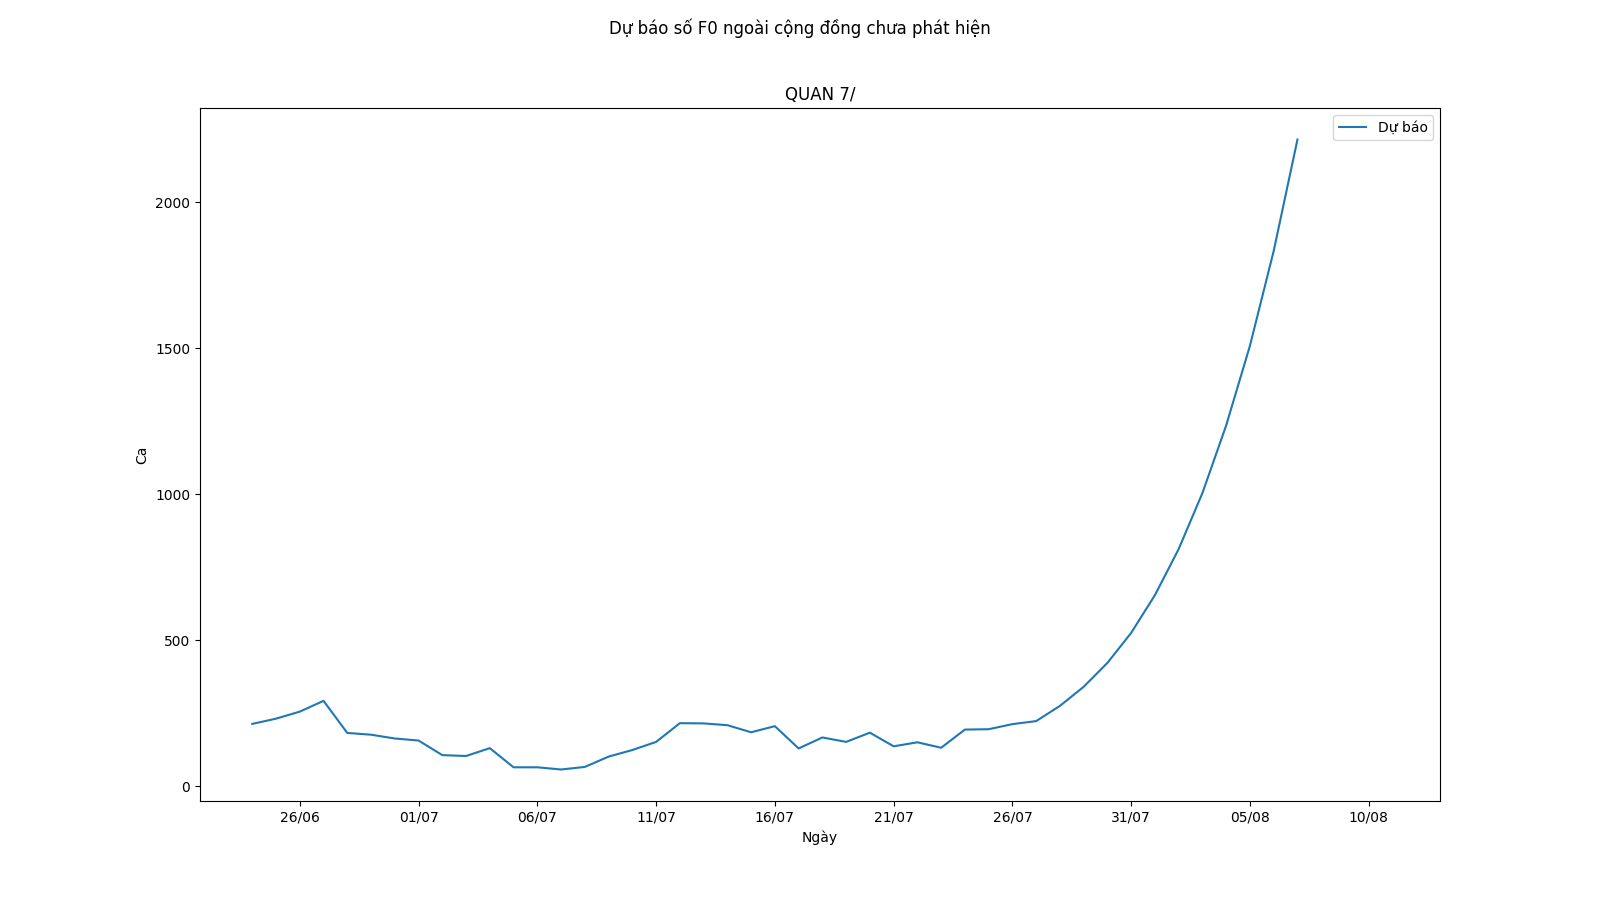 Dự báo số F0 ngoài cộng đồng chưa phát hiện
QUAN 7/
Dự báo
2000
1500
1000
500
0
Ca
26/06 01/07 06/07 11/07 16/07 21/07 26/07 31/07 05/08 10/08
Ngày